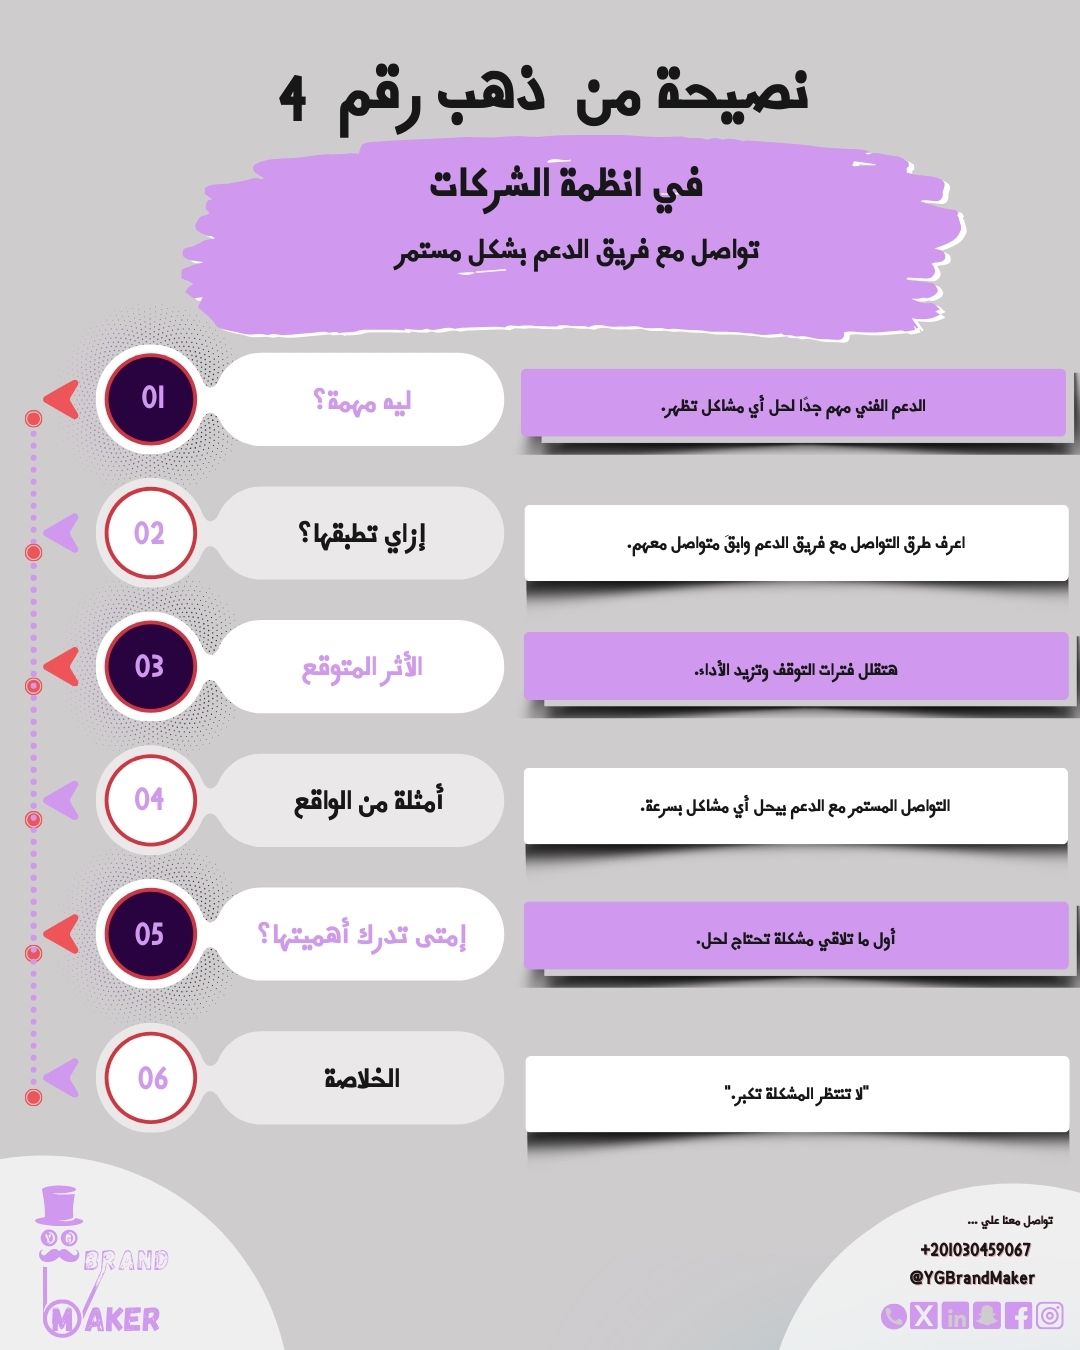 نصيحة من ذهب رقم 4
في انظمة الشركات
تواصل مع فريق الدعم بشكل مستمر
01
ليه مهمة؟
الدعم الفني مهم جدًا لحل أي مشاكل تظهر.
02
إزاي تطبقها؟
اعرف طرق التواصل مع فريق الدعم وابقَ متواصل معهم.
03
الأثر المتوقع
هتقلل فترات التوقف وتزيد الأداء.
04
أمثلة من الواقع
التواصل المستمر مع الدعم بيحل أي مشاكل بسرعة.
05
إمتى تدرك أهميتها؟
أول ما تلاقي مشكلة تحتاج لحل.
06
الخلاصة
"لا تنتظر المشكلة تكبر."
BRAND
MAKER
تواصل معنا علي ...
+201030459067
@YGBrandMaker